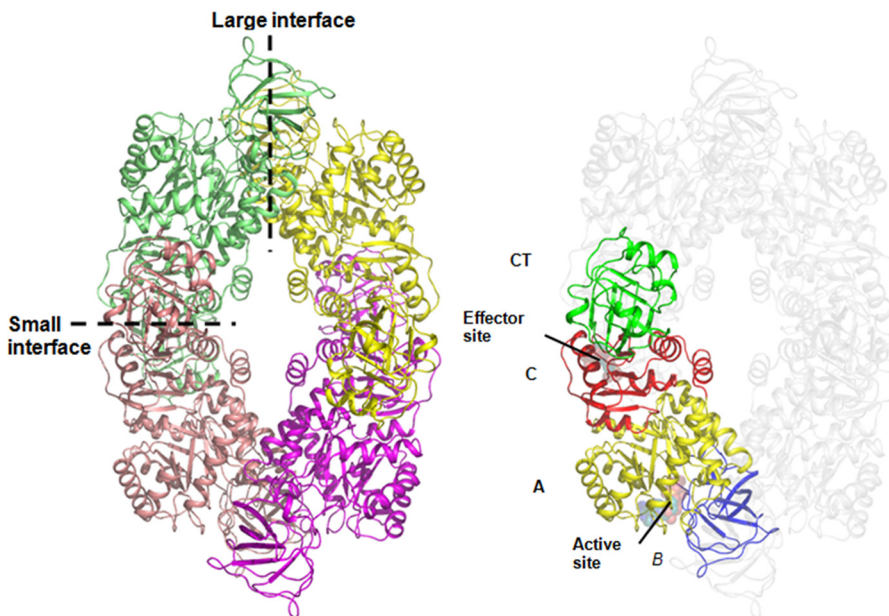 Large interface
Small
interface
CT
Effector
site
C
A
Active
site
B